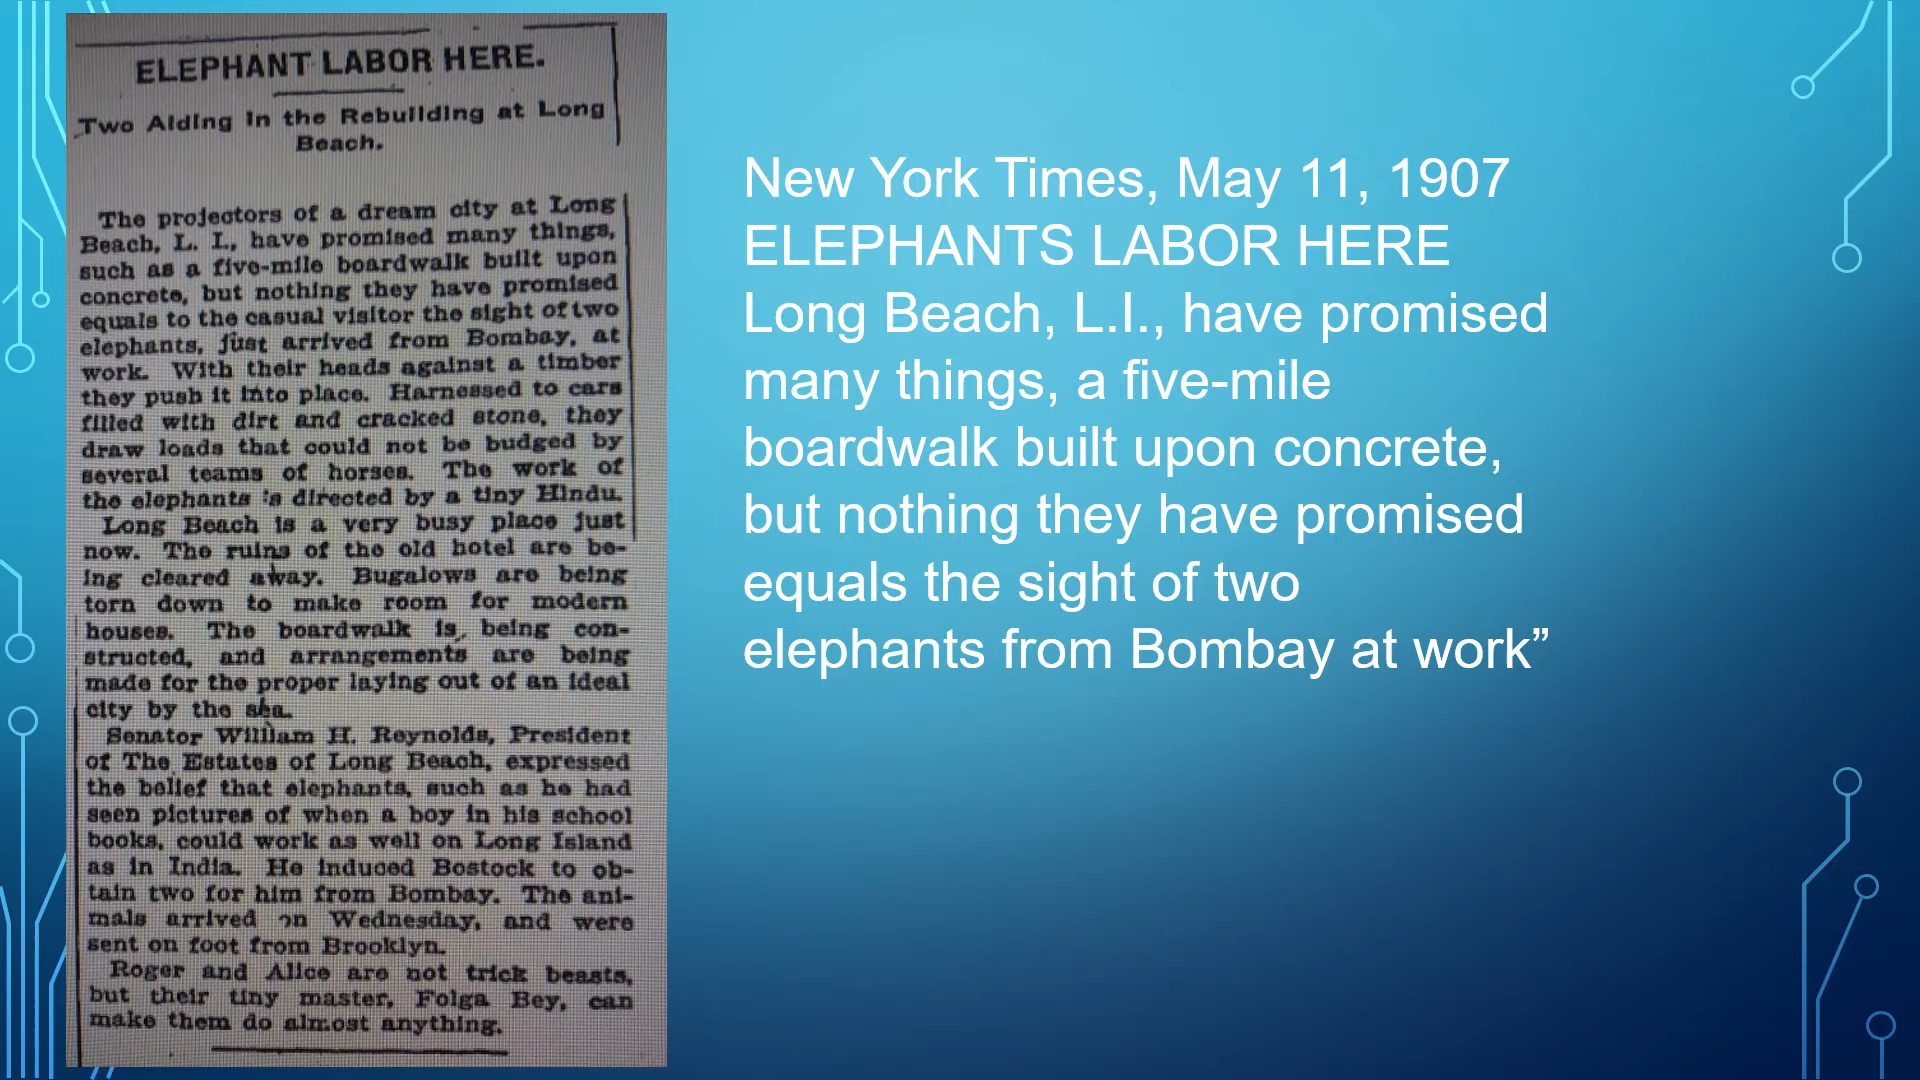 ELEPHANT LABOR HERE.
Two Aiding in the Rebuilding at Long
Beach.
The projectors of a dream city at Long
Beach, L. I., have promised many things,
such as a five-mile boardwalk built upon
concrete, but nothing they have promised
equals to the casual visitor the sight of two
elephants, just arrived from Bombay, at
work. With their heads against a timber
they push it into place. Harnessed to cars
filled with dirt and cracked stone, they
draw loads that could not be budged by
several teams of horses. The work of
the elephants is directed by a tiny Hindu.
Long Beach is a very busy place just
now. The ruins of the old hotel are be-
ing cleared away. Bugalows are being
torn down to make room for modern
houses. The boardwalk is being con-
structed, and arrangements are being
made for the proper laying out of an ideal
city by the sea.
Senator William H. Reynolds, President
of The Estates of Long Beach, expressed
the belief that elephants, such as he had
seen pictures of when a boy in his school
books, could work as well on Long Island
as in India. He induced Bostock to ob-
tain two for him from Bombay. The ani-
mals arrived on Wednesday, and were
sent on foot from Brooklyn.
Roger and Alice are not trick beasts,
but their tiny master, Folga Bey, can
make them do almost anything.
New York Times, May 11, 1907
ELEPHANTS LABOR HERE
Long Beach, L.I., have promised
many things, a five-mile
boardwalk built upon concrete,
but nothing they have promised
equals the sight of two
elephants from Bombay at work”